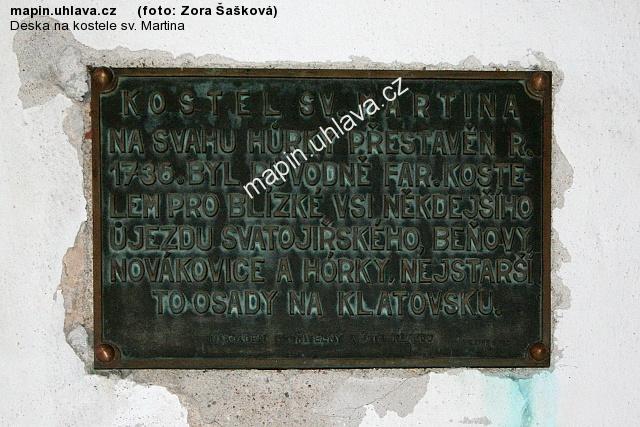 mapin.uhlava.cz (foto: Zora Šašková)
Deska na kostele sv. Martina
KOSTEL SV. MARTINA
NA SVAHU HŮRKY PŘESTAVĚN R.
1736. BYL PŮVODNĚ FAR. KOSTE-
LEM PRO BLÍZKÉ VSI NĚKDEJŠÍHO
ÚJEZDU SVATOJIŘSKÉHO, BEŇOVY,
NOVÁKOVICE A HŮRKY, NEJSTARŠÍ
TO OSADY NA KLATOVSKU.
mapin.uhlava.cz